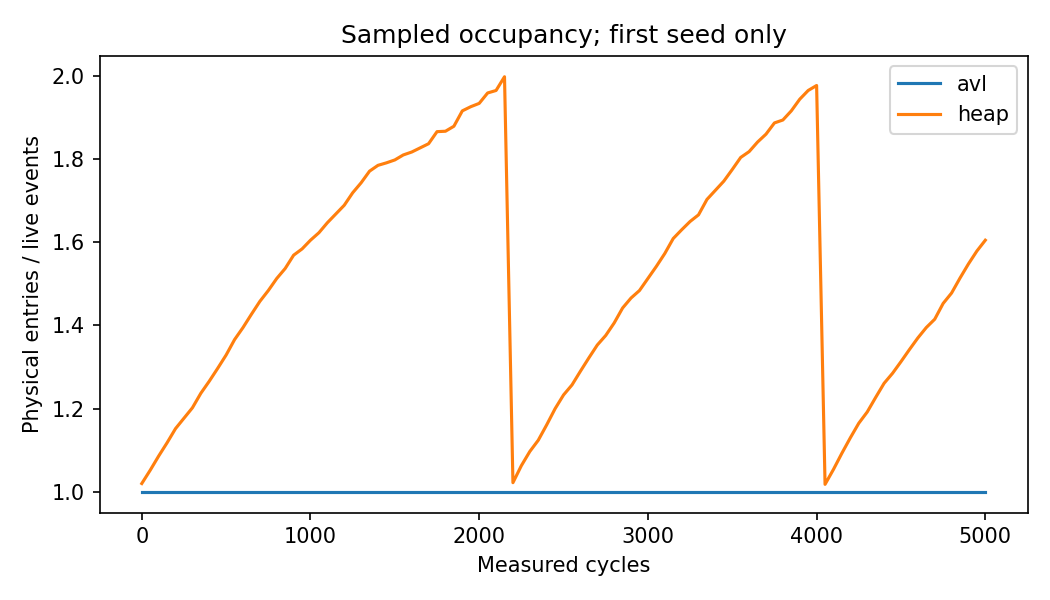 Sampled occupancy; first seed only
Physical entries / live events
2.0
1.8
1.6
1.4
1.2
1.0
avl
heap
0 1000 2000 3000 4000 5000
Measured cycles